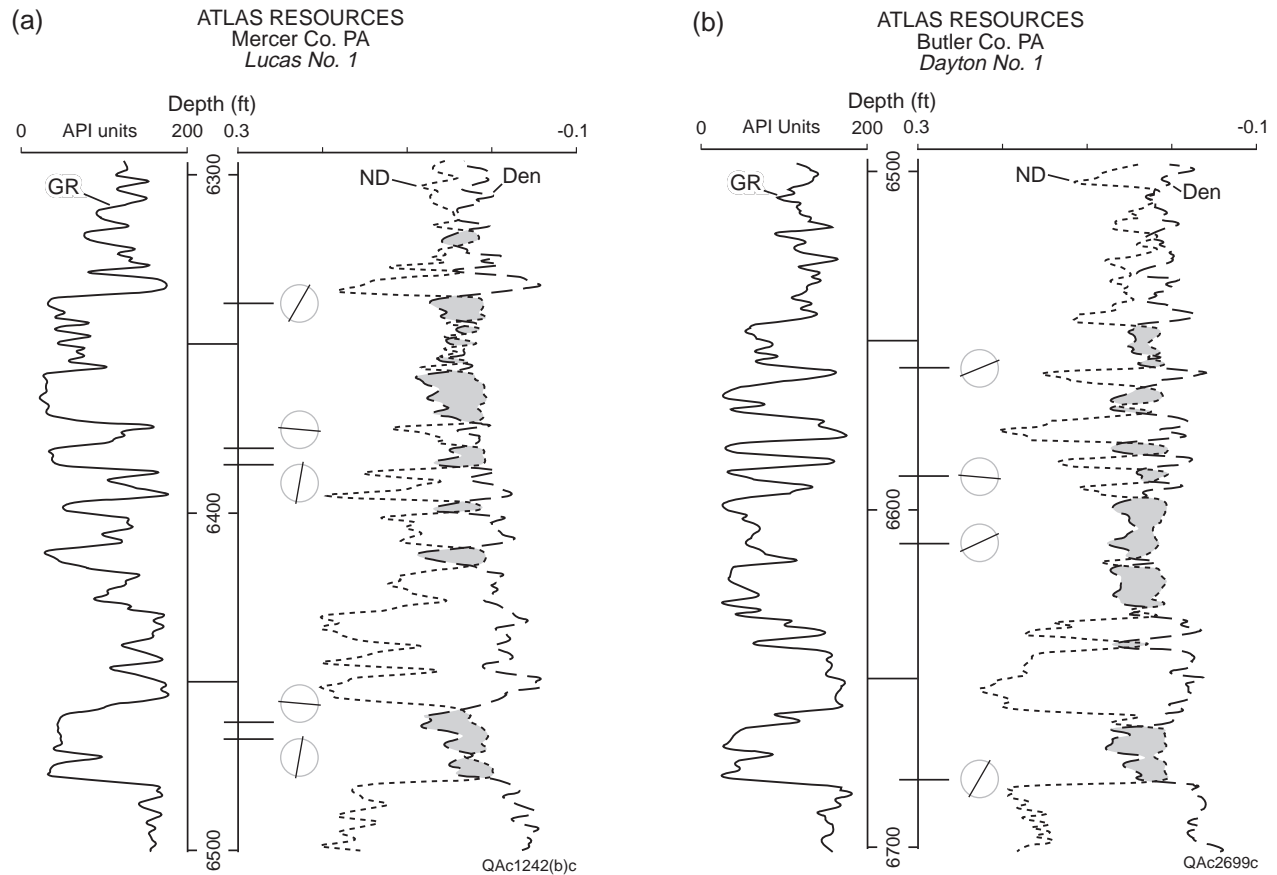 (a)
ATLAS RESOURCES
Mercer Co. PA
Lucas No. 1
Depth (ft)
0 API units 200 0.3 -0.1
GR
ND
Den
6300
6400
6500
QAc1242(b)c
(b)
ATLAS RESOURCES
Butler Co. PA
Dayton No. 1
Depth (ft)
0 API Units 200 0.3 -0.1
GR
ND
Den
6500
6600
6700
QAc2699c